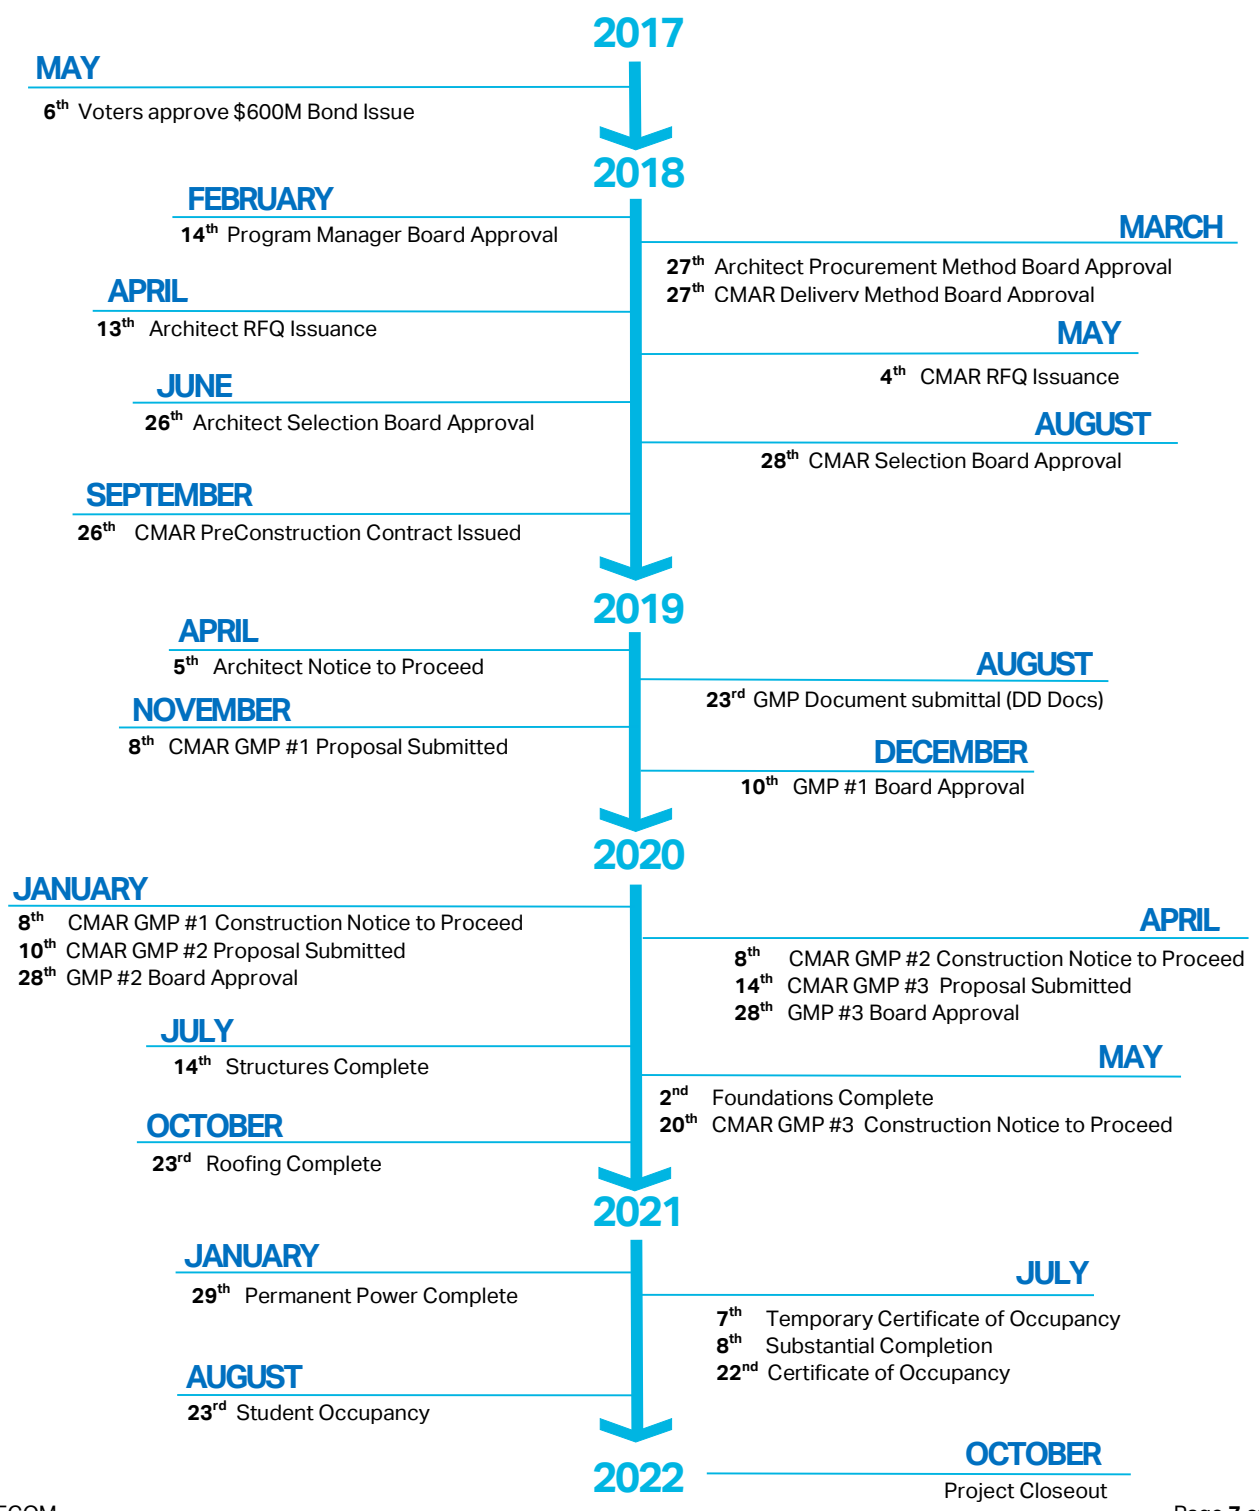 2017
MAY
6th Voters approve $600M Bond Issue
2018
FEBRUARY
14th Program Manager Board Approval
MARCH
27th Architect Procurement Method Board Approval
27th CMAR Delivery Method Board Approval
APRIL
13th Architect RFQ Issuance
MAY
4th CMAR RFQ Issuance
JUNE
26th Architect Selection Board Approval
AUGUST
28th CMAR Selection Board Approval
SEPTEMBER
26th CMAR PreConstruction Contract Issued
2019
APRIL
5th Architect Notice to Proceed
AUGUST
23rd GMP Document submittal (DD Docs)
NOVEMBER
8th CMAR GMP #1 Proposal Submitted
DECEMBER
10th GMP #1 Board Approval
2020
JANUARY
8th CMAR GMP #1 Construction Notice to Proceed
10th CMAR GMP #2 Proposal Submitted
28th GMP #2 Board Approval
APRIL
8th CMAR GMP #2 Construction Notice to Proceed
14th CMAR GMP #3 Proposal Submitted
28th GMP #3 Board Approval
JULY
14th Structures Complete
MAY
2nd Foundations Complete
20th CMAR GMP #3 Construction Notice to Proceed
OCTOBER
23rd Roofing Complete
2021
JANUARY
29th Permanent Power Complete
JULY
7th Temporary Certificate of Occupancy
8th Substantial Completion
22nd Certificate of Occupancy
AUGUST
23rd Student Occupancy
2022
OCTOBER
Project Closeout
Page 7